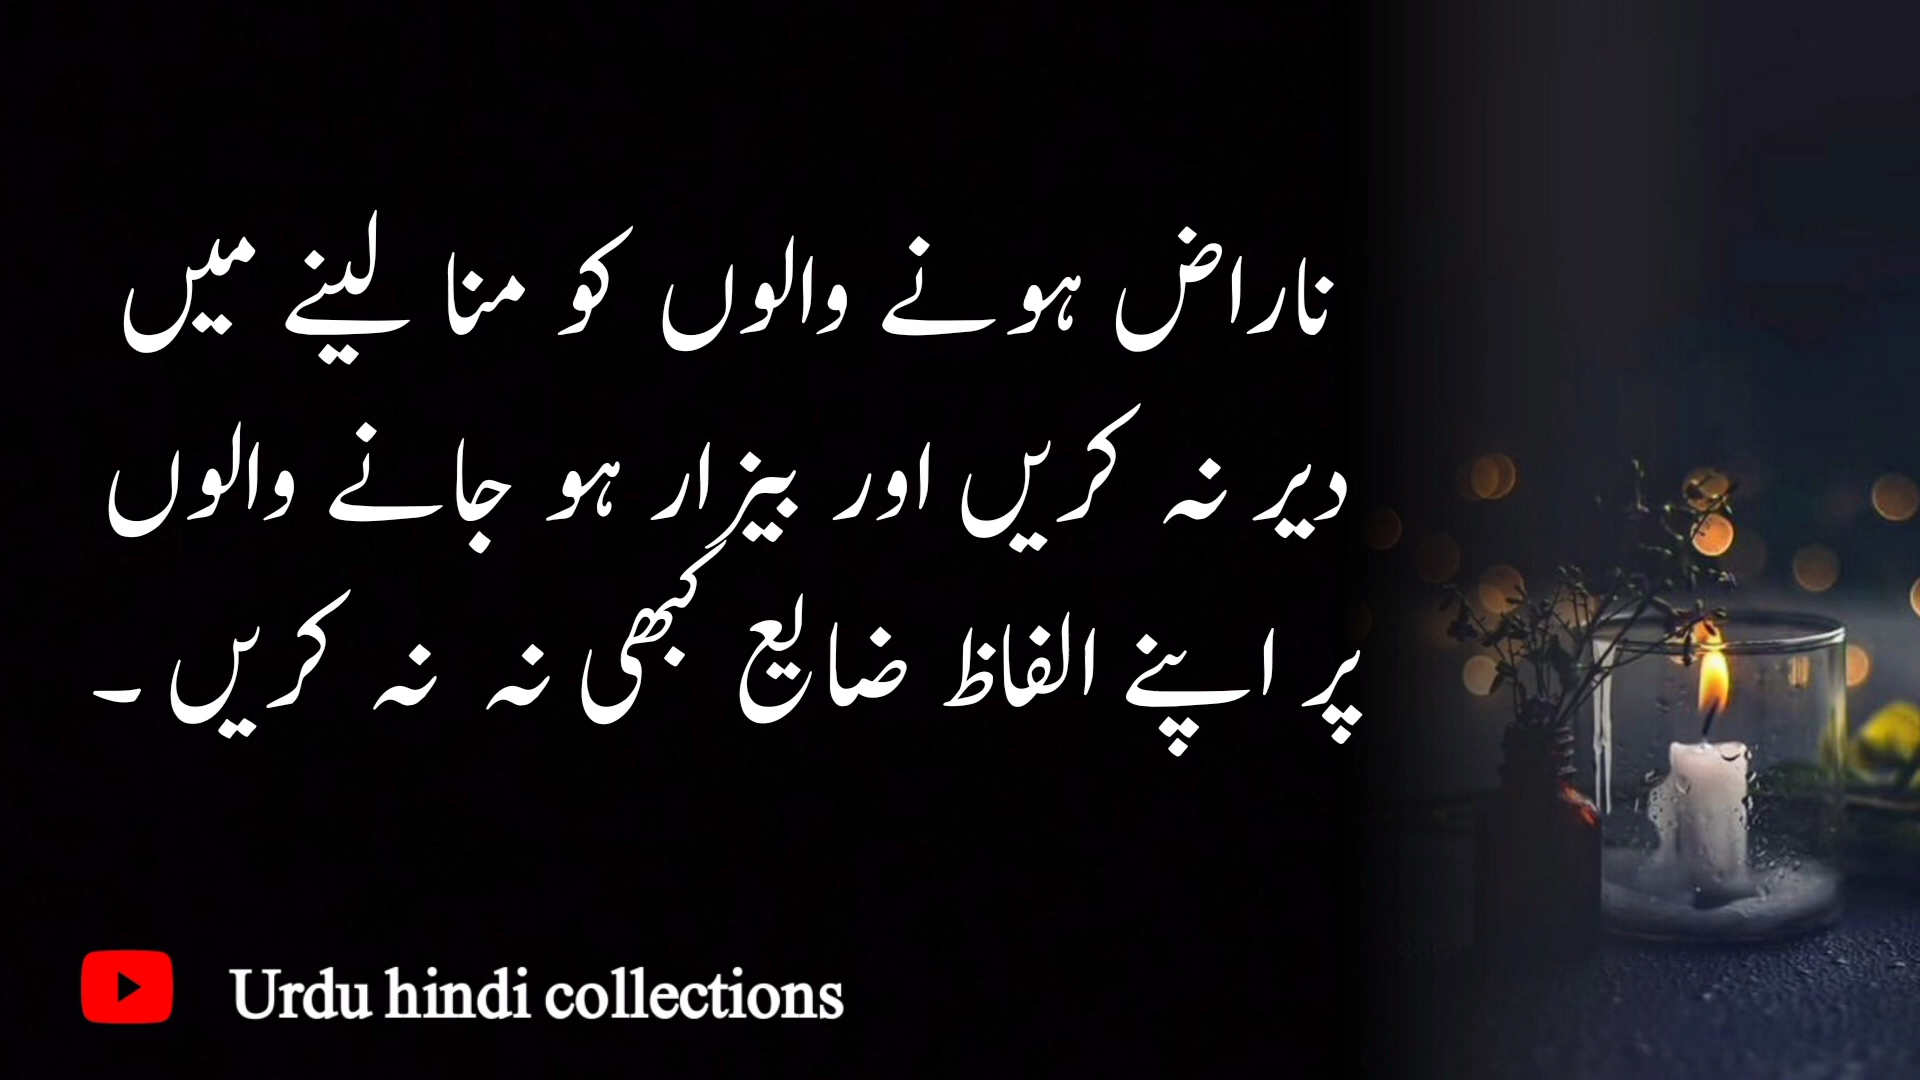 ناراض ہونے والوں کو منا لینے میں
دیر نہ کریں اور بیزار ہو جانے والوں
پر اپنے الفاظ ضایع کبھی نہ نہ کریں ۔
Urdu hindi collections